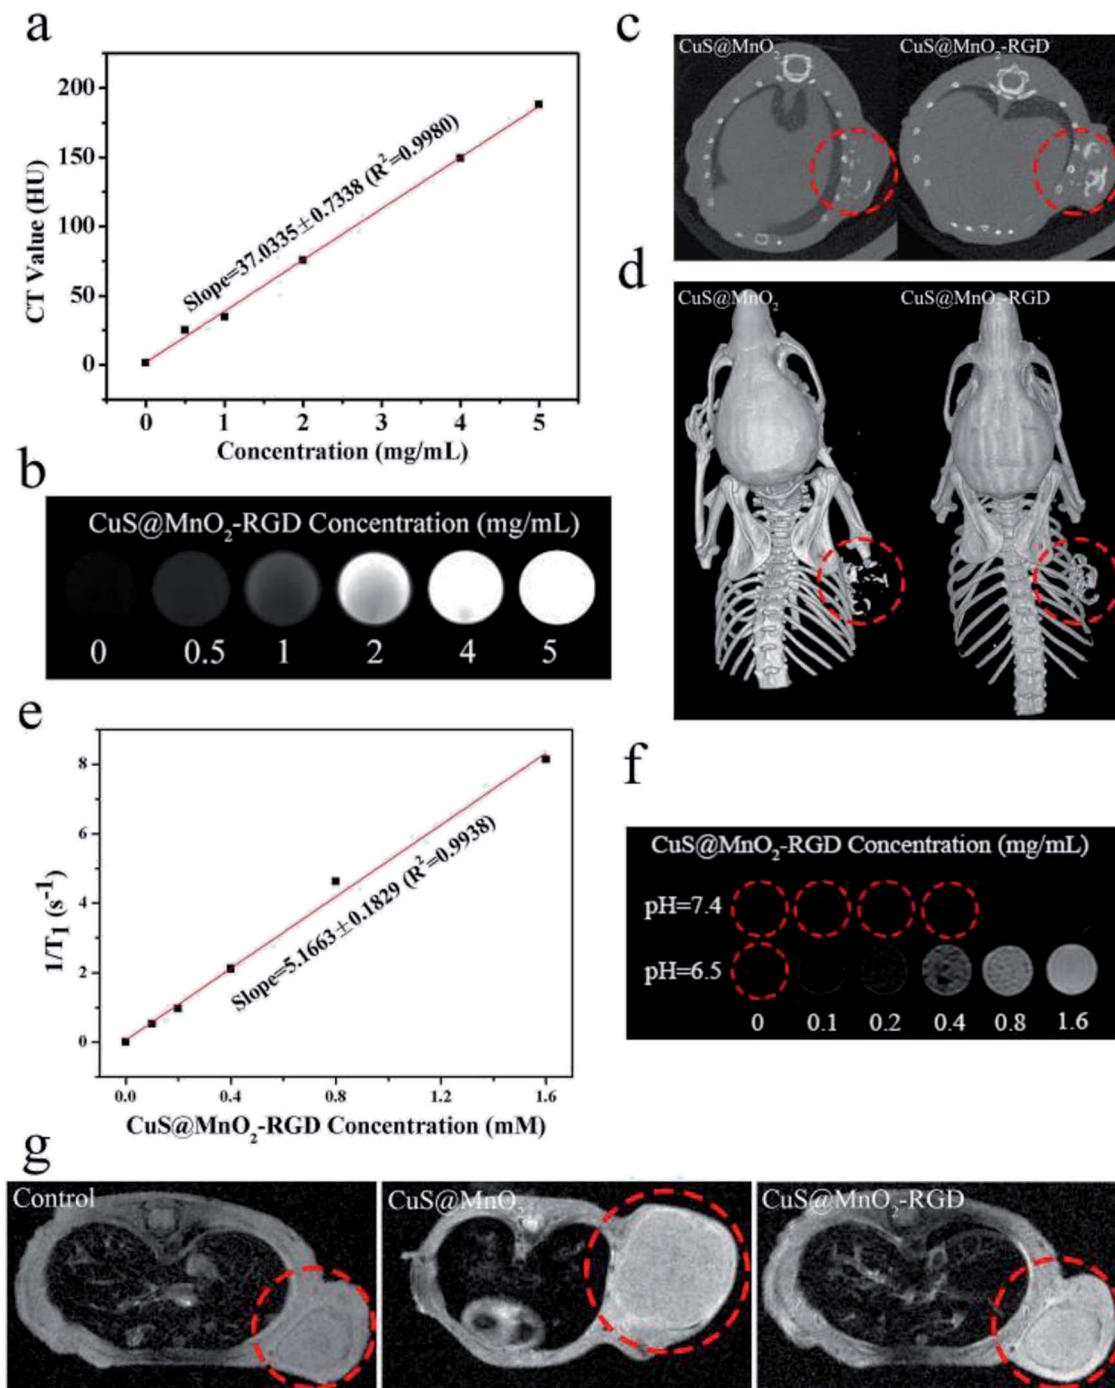 a
CT Value (HU)
200
150
100
50
0
Slope=37.0335±0.7338 (R²=0.9980)
0 1 2 3 4 5
Concentration (mg/mL)
b
CuS@MnO₂-RGD Concentration (mg/mL)
0 0.5 1 2 4 5
c
CuS@MnO₂ CuS@MnO₂-RGD
d
CuS@MnO₂ CuS@MnO₂-RGD
e
1/T₁ (s⁻¹)
8
6
4
2
0
Slope=5.1663±0.1829 (R²=0.9938)
0.0 0.4 0.8 1.2 1.6
CuS@MnO₂-RGD Concentration (mM)
f
CuS@MnO₂-RGD Concentration (mg/mL)
pH=7.4
pH=6.5
0 0.1 0.2 0.4 0.8 1.6
g
Control CuS@MnO₂ CuS@MnO₂-RGD